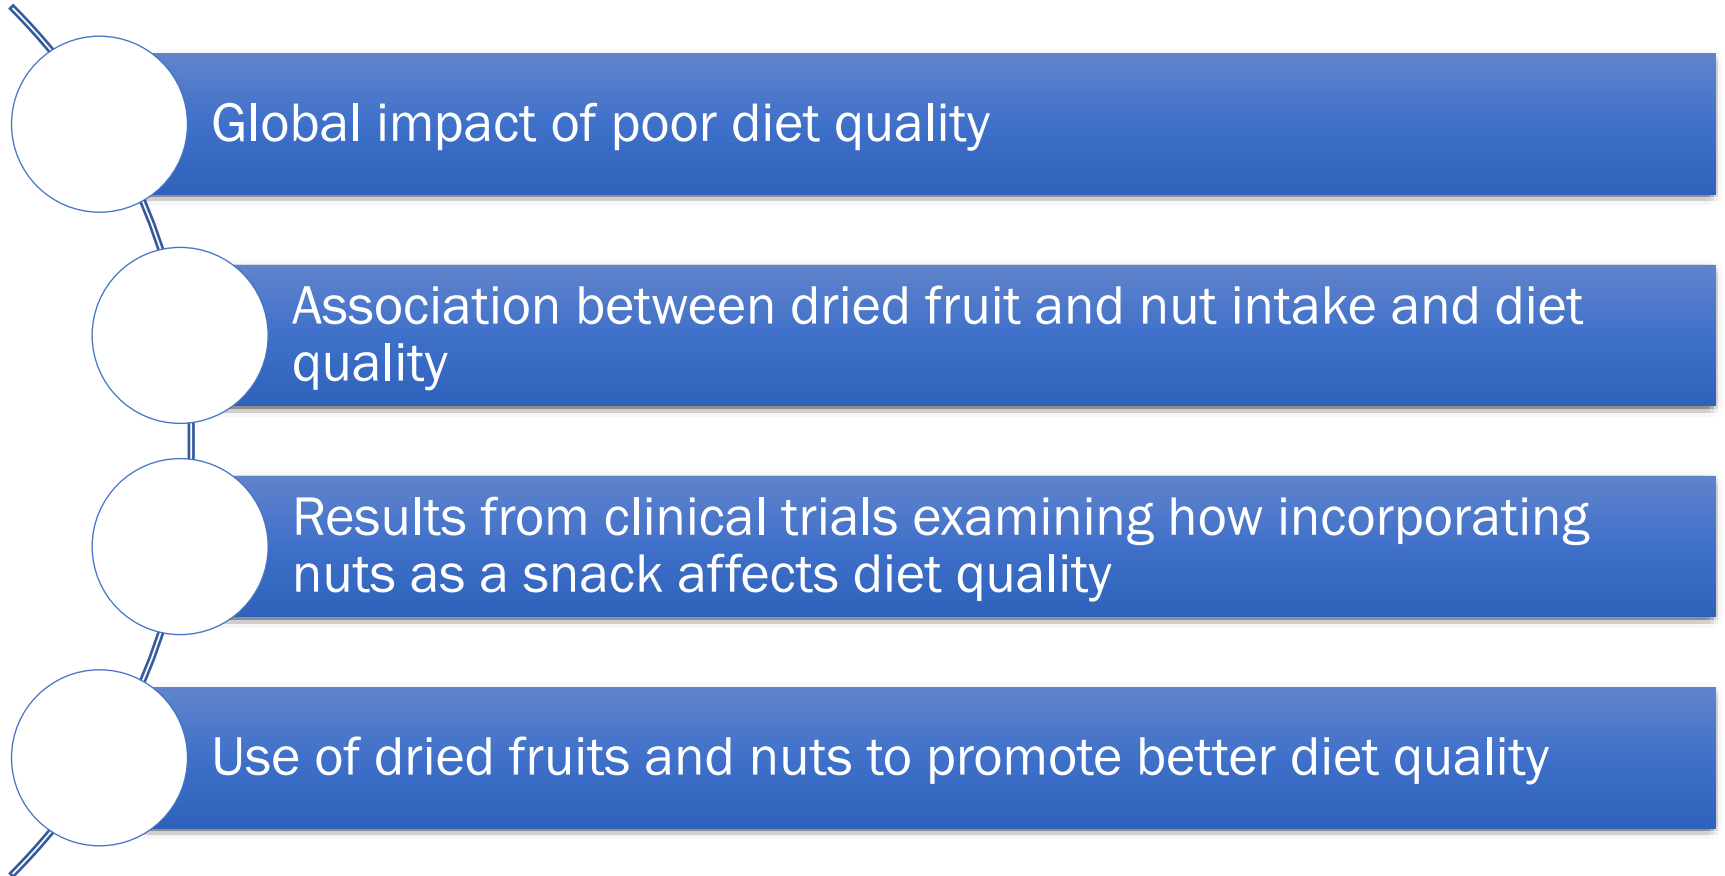 Global impact of poor diet quality
Association between dried fruit and nut intake and diet
quality
Results from clinical trials examining how incorporating
nuts as a snack affects diet quality
Use of dried fruits and nuts to promote better diet quality